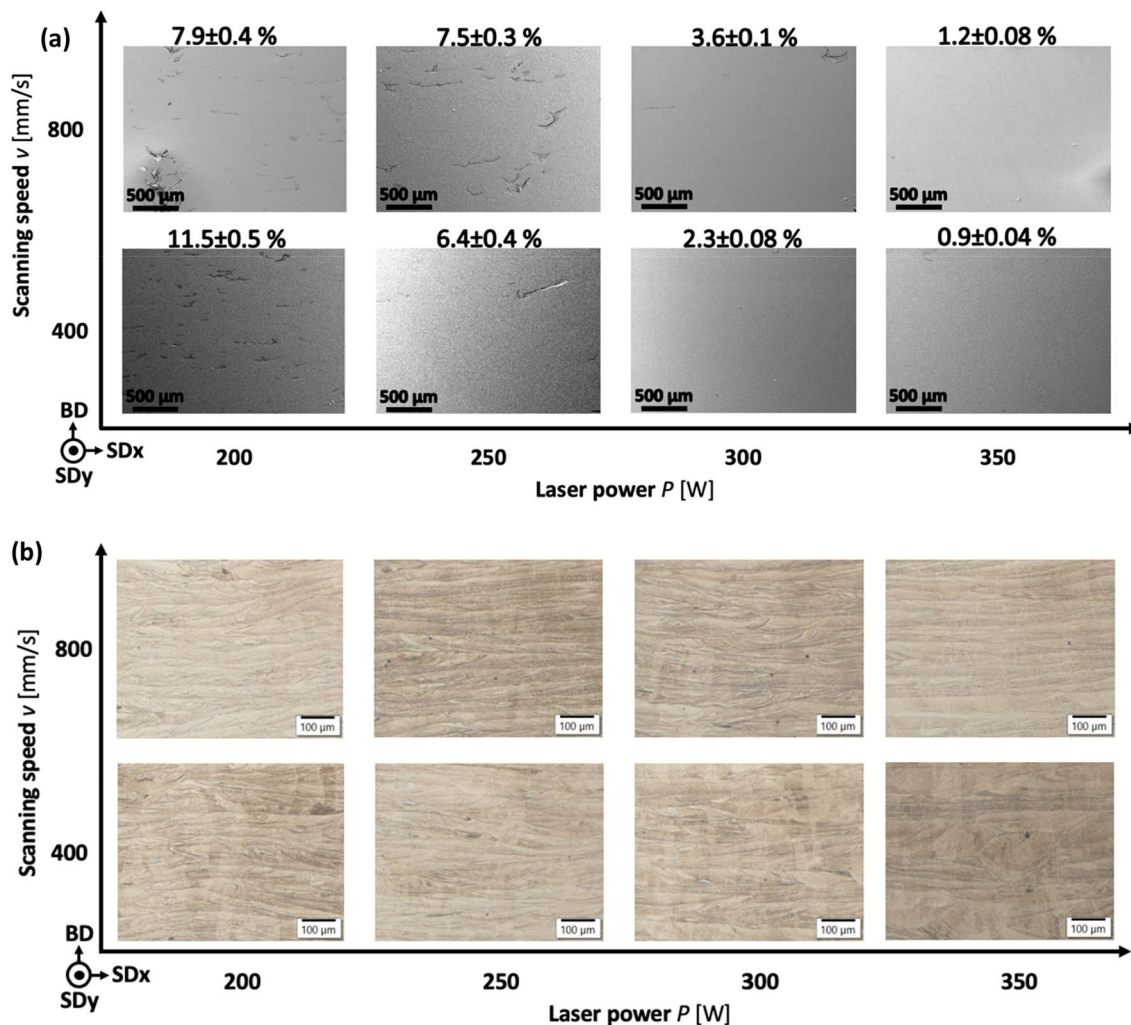 (a)
7.9±0.4 %
7.5±0.3 %
3.6±0.1 %
1.2±0.08 %
Scanning speed v [mm/s]
800
500 µm
500 µm
500 µm
500 µm
11.5±0.5 %
6.4±0.4 %
2.3±0.08 %
0.9±0.04 %
400
500 µm
500 µm
500 µm
500 µm
BD
SDx
SDy
200
250
300
350
Laser power P [W]
(b)
Scanning speed v [mm/s]
800
100 µm
100 µm
100 µm
100 µm
400
100 µm
100 µm
100 µm
100 µm
BD
SDx
SDy
200
250
300
350
Laser power P [W]